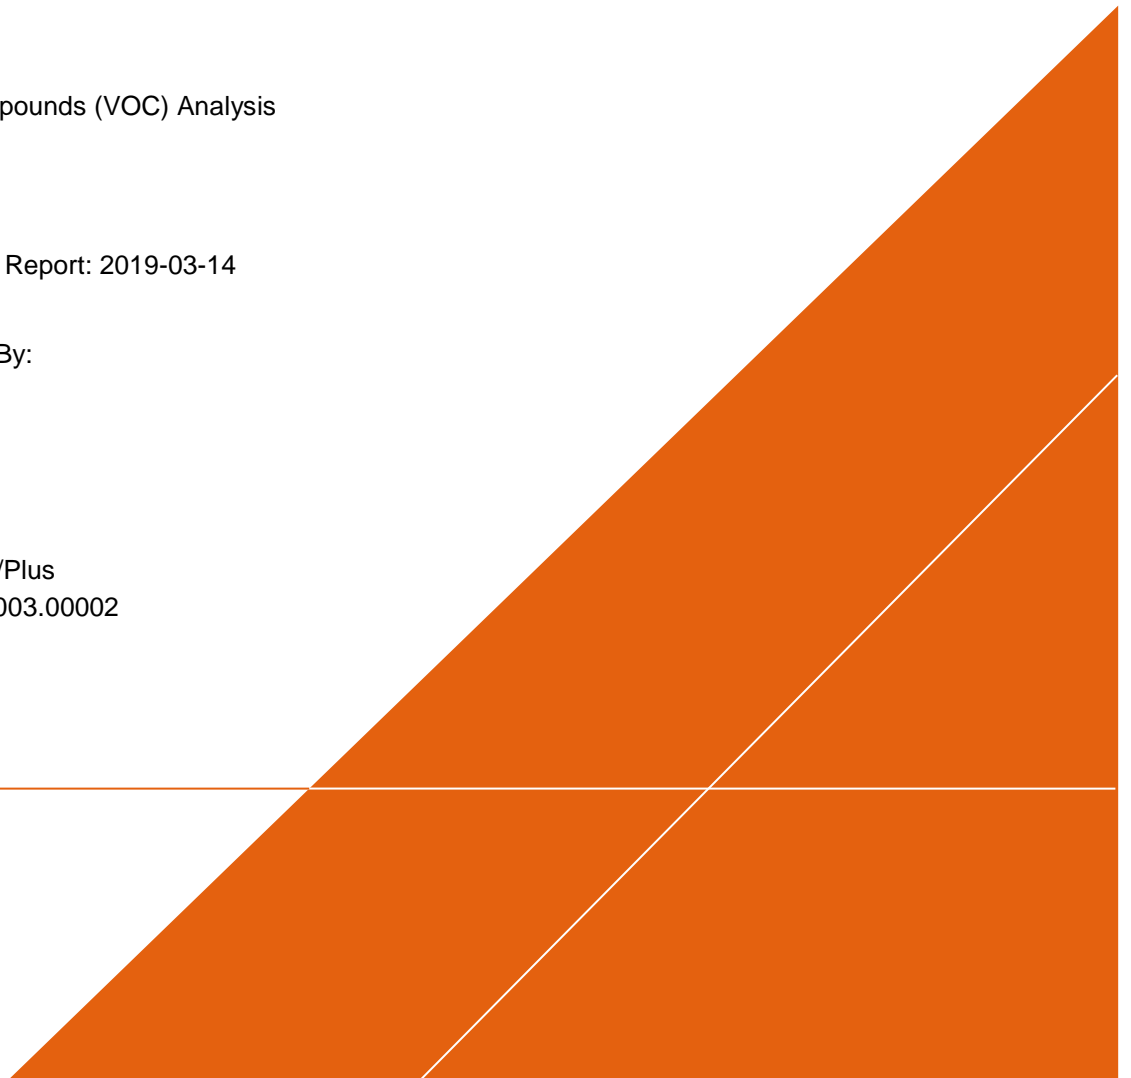 pounds (VOC) Analysis
Report: 2019-03-14
By:
/Plus
003.00002